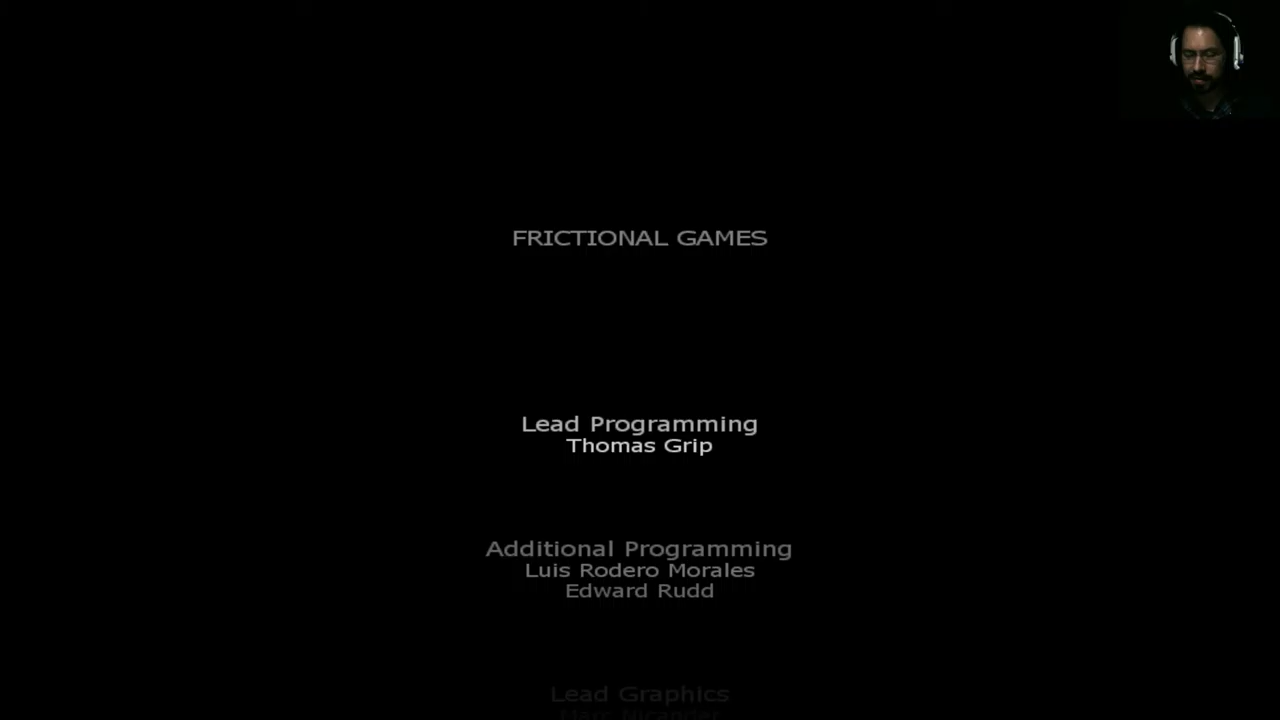 FRICTIONAL GAMES
Lead Programming
Thomas Grip
Additional Programming
Luis Rodero Morales
Edward Rudd
Lead Graphics